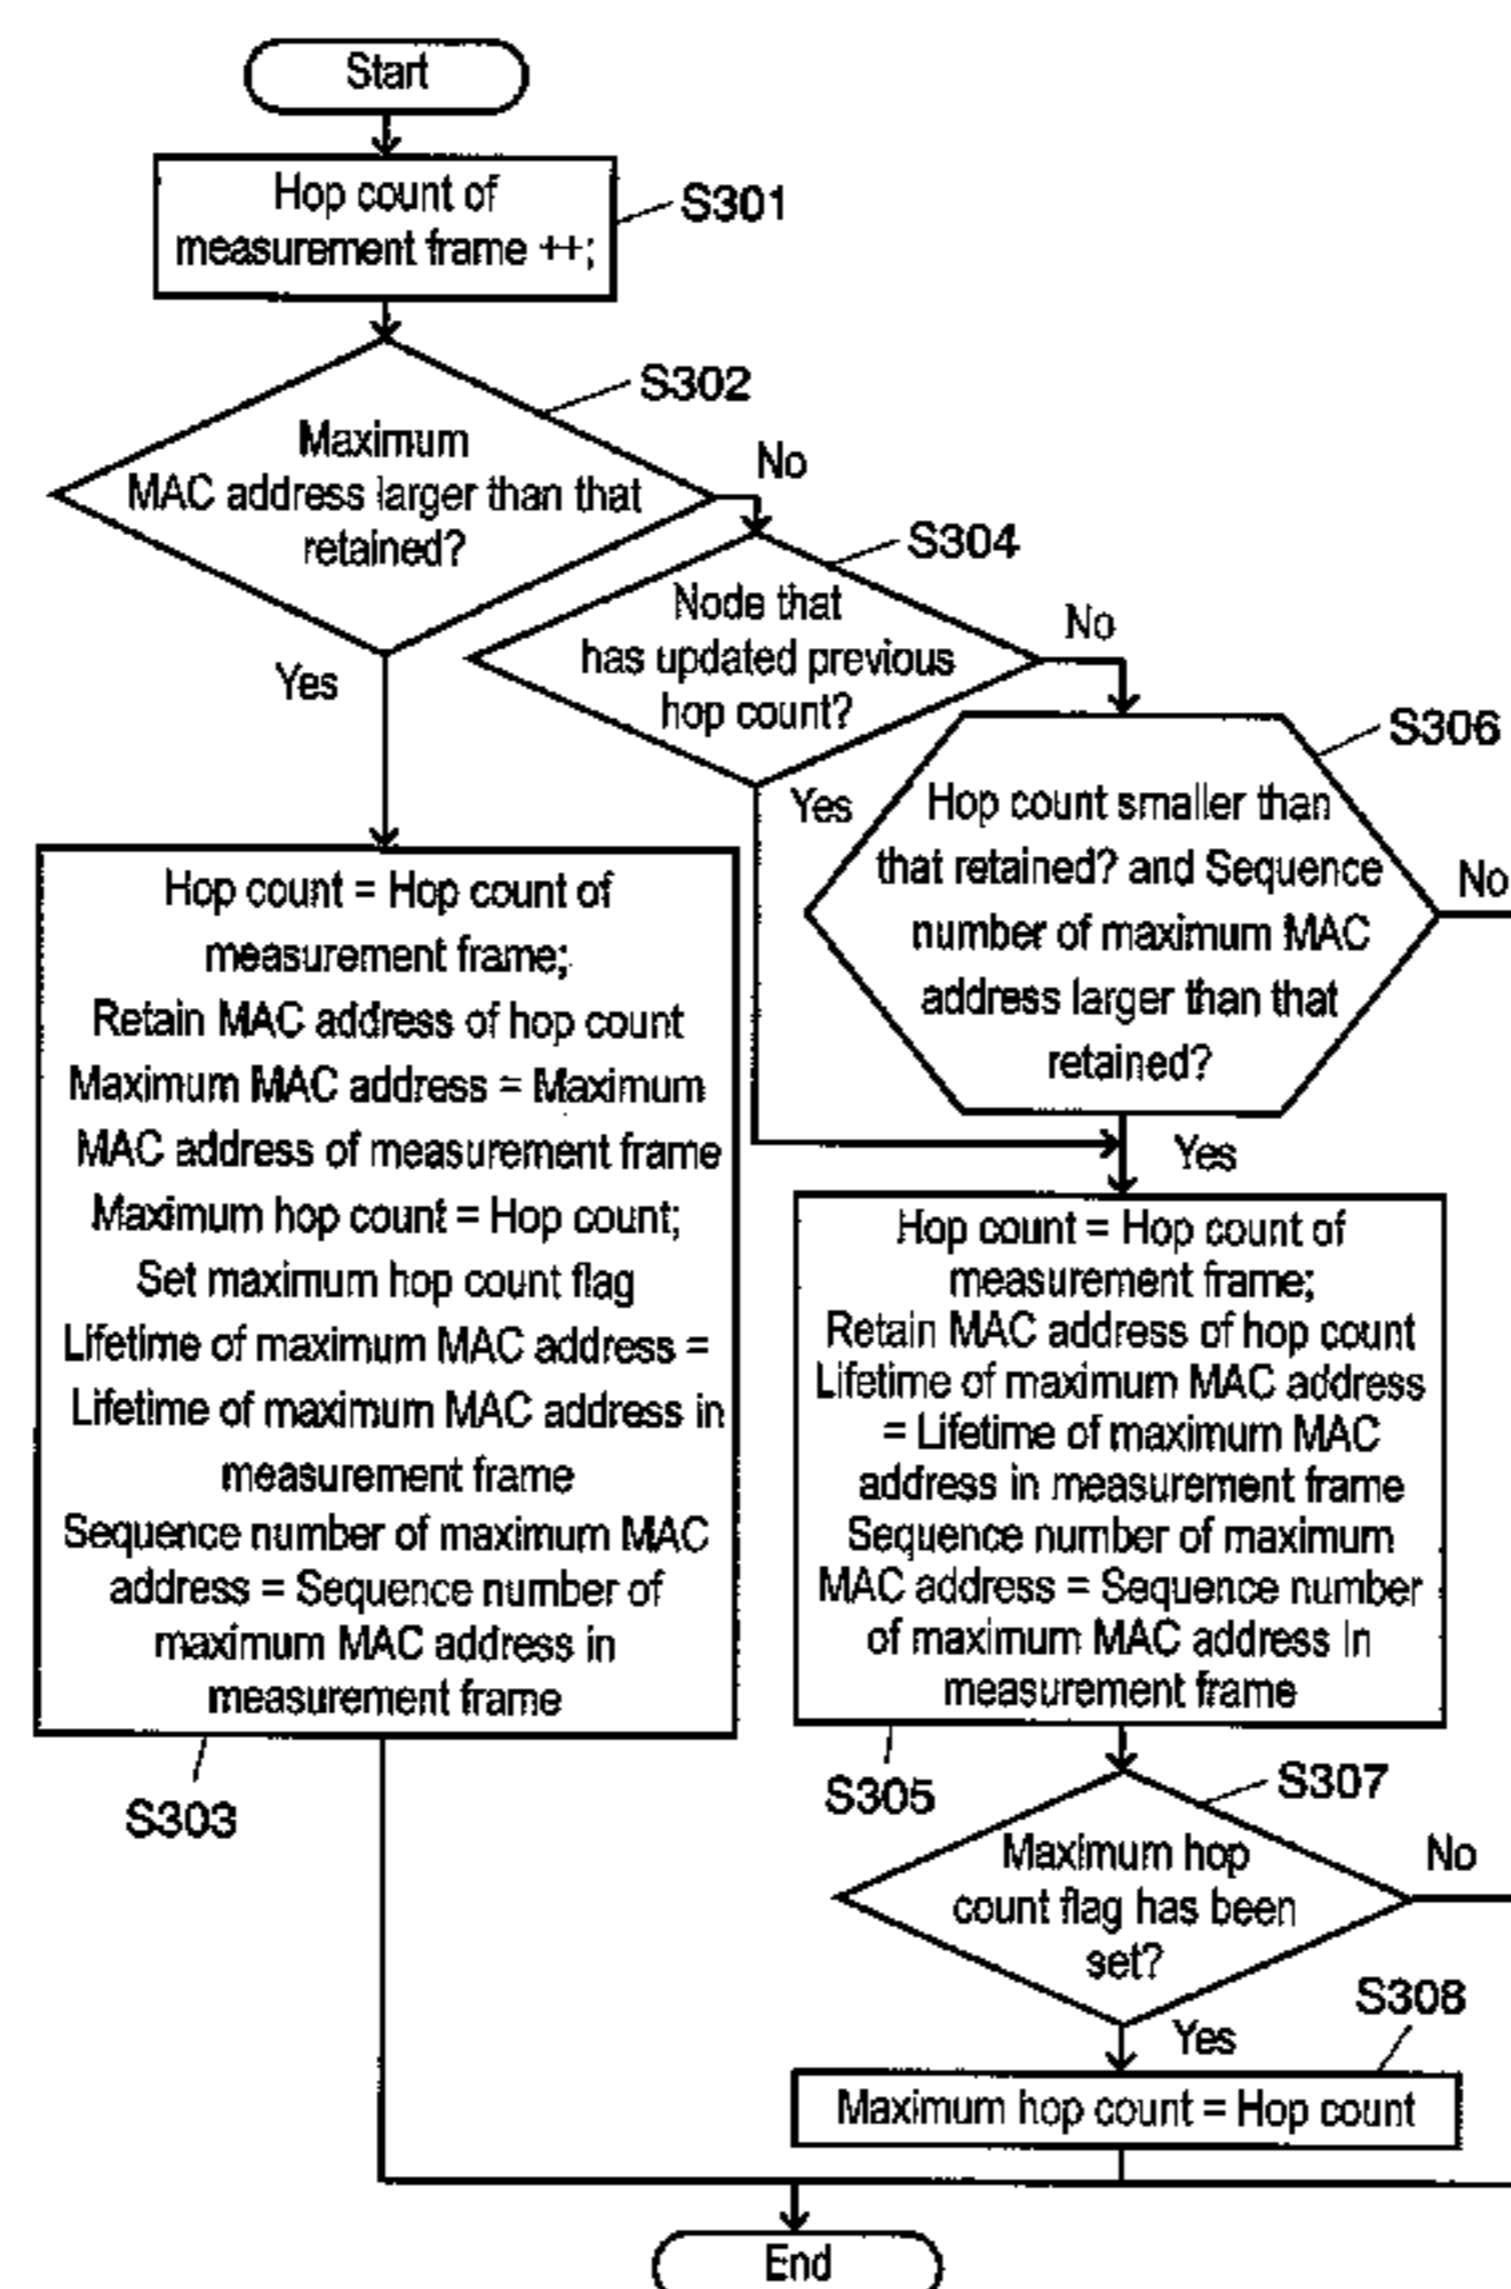 Start
Hop count of
measurement frame ++;
S301
Maximum
MAC address larger than that
retained?
S302
No
Yes
Node that
has updated previous
hop count?
S304
No
Yes
Hop count smaller than
that retained? and Sequence
number of maximum MAC
address larger than that
retained?
S306
No
Yes
Hop count = Hop count of
measurement frame;
Retain MAC address of hop count
Maximum MAC address = Maximum
MAC address of measurement frame
Maximum hop count = Hop count;
Set maximum hop count flag
Lifetime of maximum MAC address =
Lifetime of maximum MAC address in
measurement frame
Sequence number of maximum MAC
address = Sequence number of
maximum MAC address in
measurement frame
S303
Hop count = Hop count of
measurement frame;
Retain MAC address of hop count
Lifetime of maximum MAC address
= Lifetime of maximum MAC
address in measurement frame
Sequence number of maximum
MAC address = Sequence number
of maximum MAC address In
measurement frame
S305
S307
Maximum hop
count flag has been
set?
No
Yes
S308
Maximum hop count = Hop count
End